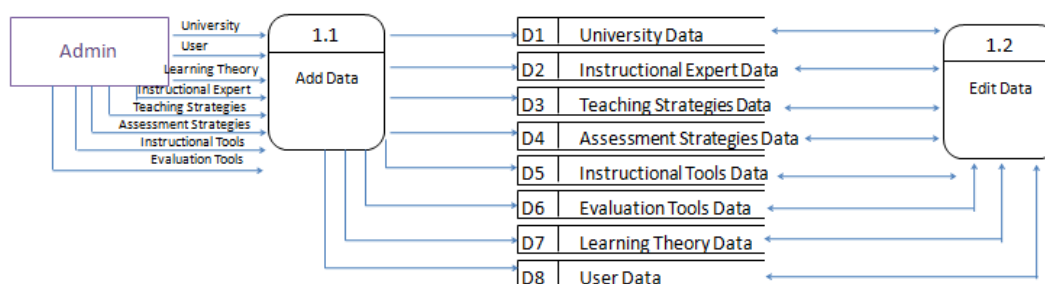 Admin
University
User
Learning Theory
Instructional Expert
Teaching Strategies
Assessment Strategies
Instructional Tools
Evaluation Tools
1.1
Add Data
D1 University Data
D2 Instructional Expert Data
D3 Teaching Strategies Data
D4 Assessment Strategies Data
D5 Instructional Tools Data
D6 Evaluation Tools Data
D7 Learning Theory Data
D8 User Data
1.2
Edit Data